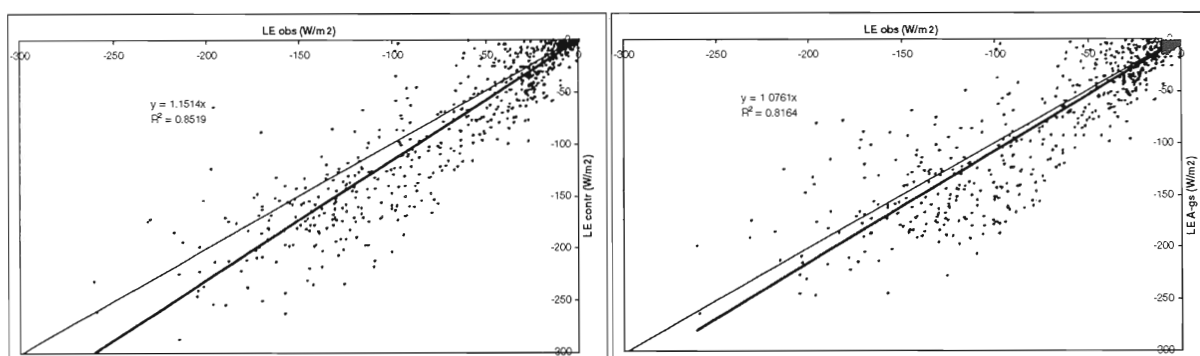 LE obs (W/m2)
-300 -250 -200 -150 -100 -50 0
y = 1.1514x
R² = 0.8519
-50
-100
-150
-200
-250
300
LE contr (W/m2)
LE obs (W/m2)
-300 -250 -200 -150 -100 -50 0
y = 1 0761x
R² = 0.8164
-50
-100
-150
-200
-250
300
LE A-gs (W/m2)